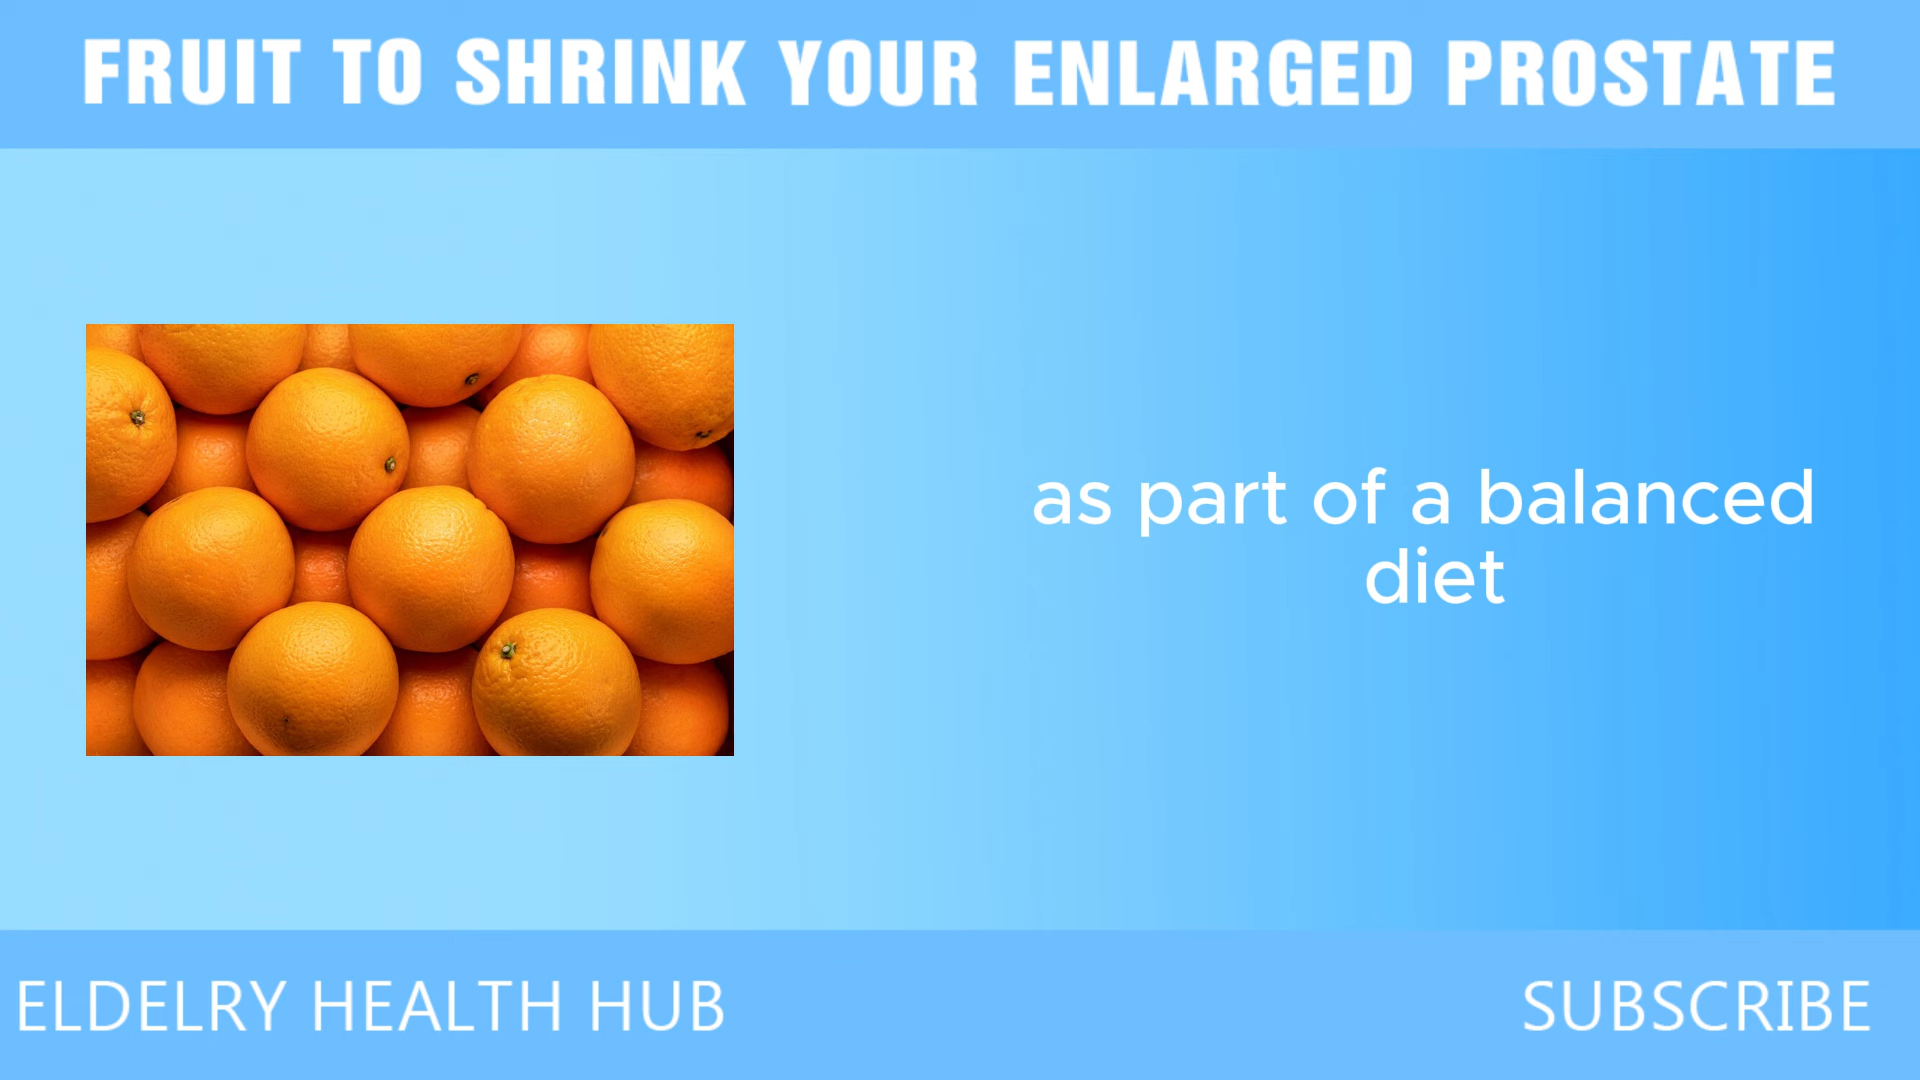 FRUIT TO SHRINK YOUR ENLARGED PROSTATE
as part of a balanced
diet
ELDELRY HEALTH HUB
SUBSCRIBE